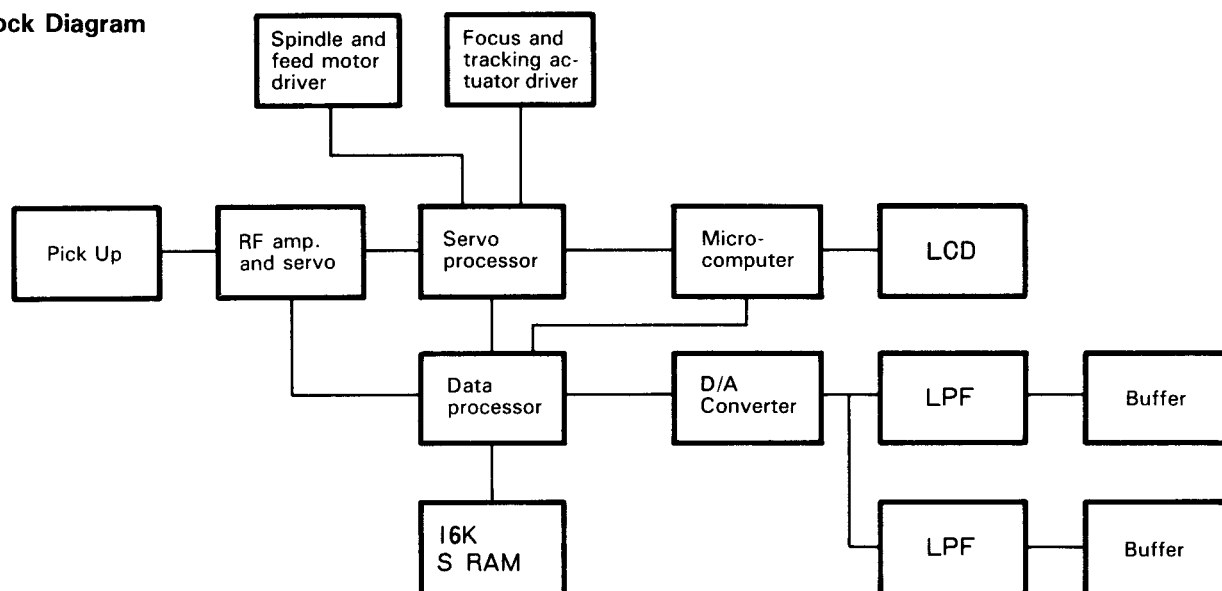 ock Diagram
Spindle and
feed motor
driver
Focus and
tracking ac-
tuator driver
Pick Up
RF amp.
and servo
Servo
processor
Micro-
computer
LCD
Data
processor
D/A
Converter
LPF
Buffer
16K
S RAM
LPF
Buffer